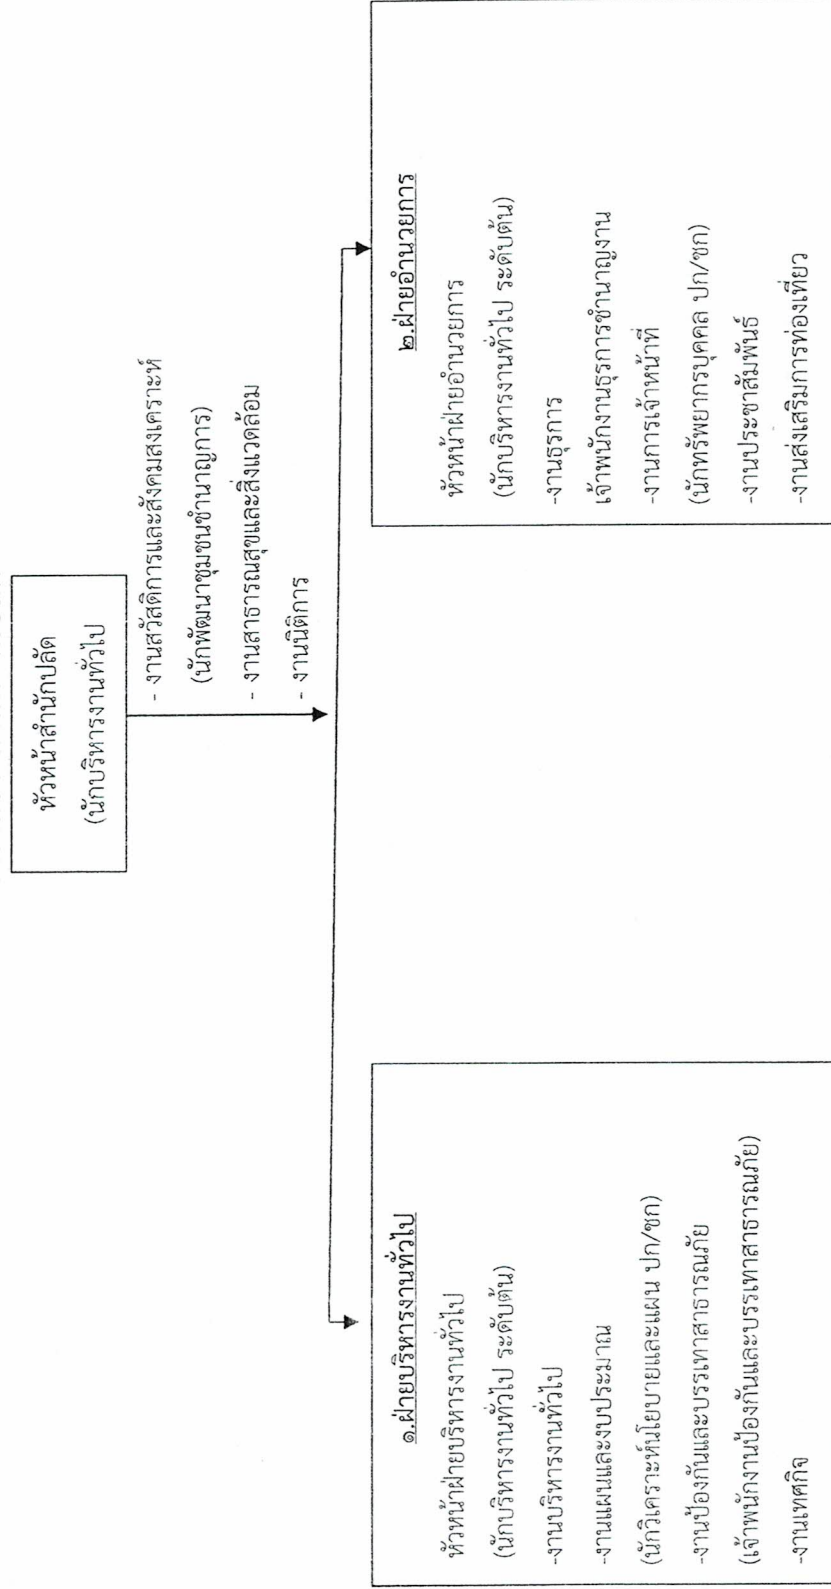 หัวหน้าสำนักปลัด
(นักบริหารงานทั่วไป
- งานสวัสดิการและสังคมสงเคราะห์
(นักพัฒนาชุมชนชำนาญการ)
- งานสาธารณสุขและสิ่งแวดล้อม
- งานนิติการ
๑.ฝ่ายบริหารงานทั่วไป
หัวหน้าฝ่ายบริหารงานทั่วไป
(นักบริหารงานทั่วไป ระดับต้น)
-งานบริหารงานทั่วไป
-งานแผนและงบประมาณ
(นักวิเคราะห์นโยบายและแผน ปก/ชก)
-งานป้องกันและบรรเทาสาธารณภัย
(เจ้าพนักงานป้องกันและบรรเทาสาธารณภัย)
-งานเทศกิจ
๒.ฝ่ายอำนวยการ
หัวหน้าฝ่ายอำนวยการ
(นักบริหารงานทั่วไป ระดับต้น)
-งานธุรการ
เจ้าพนักงานธุรการชำนาญงาน
-งานการเจ้าหน้าที่
(นักทรัพยากรบุคคล ปก/ชก)
-งานประชาสัมพันธ์
-งานส่งเสริมการท่องเที่ยว